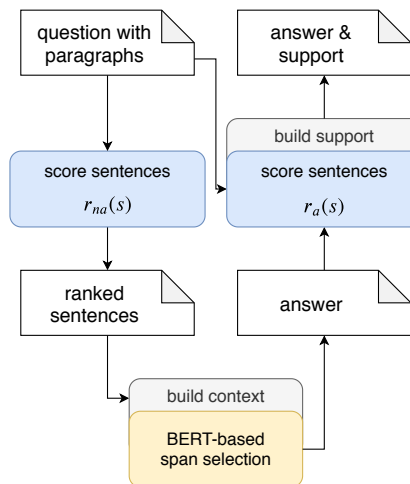 question with
paragraphs
answer &
support
build support
score sentences
r_na(s)
score sentences
r_a(s)
ranked
sentences
answer
build context
BERT-based
span selection